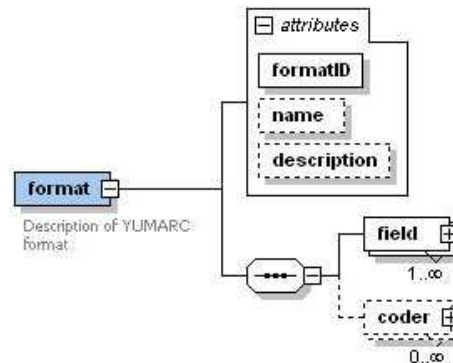 attributes
formatID
name
description
format
Description of YUMARC
format
field
1..∞
coder
0..∞